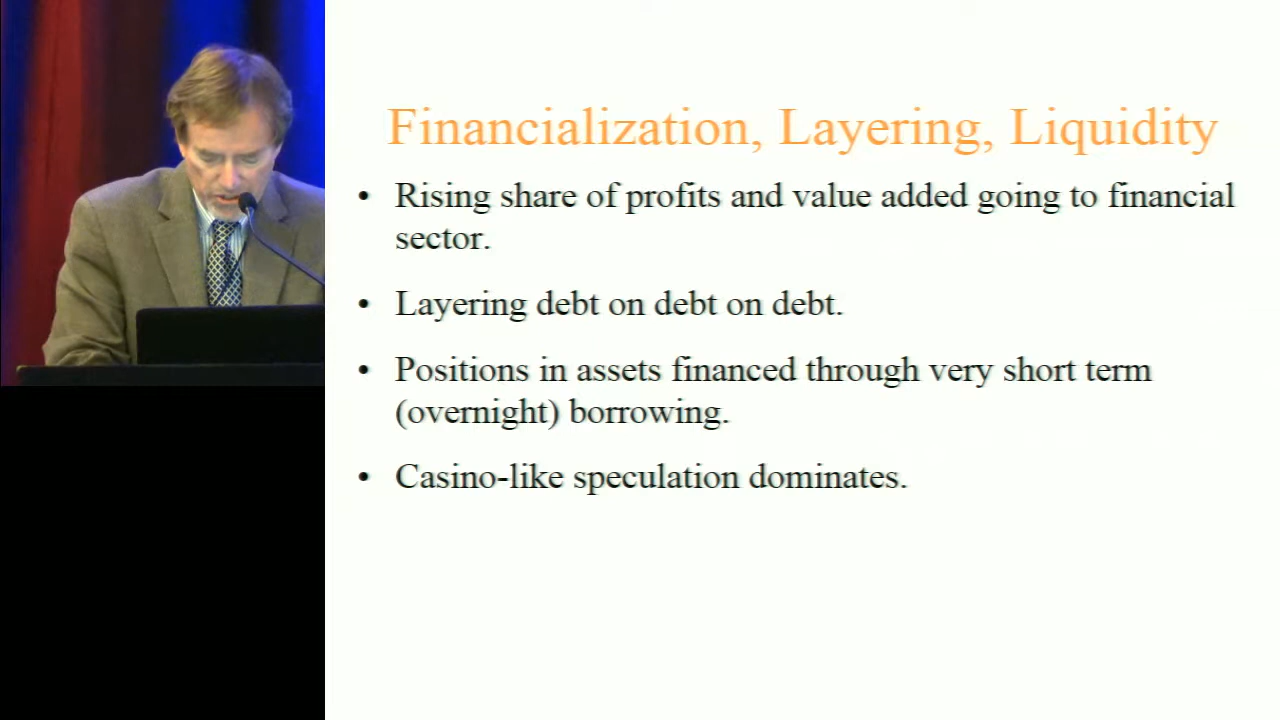 Financialization, Layering, Liquidity
• Rising share of profits and value added going to financial
sector.
• Layering debt on debt on debt.
• Positions in assets financed through very short term
(overnight) borrowing.
• Casino-like speculation dominates.